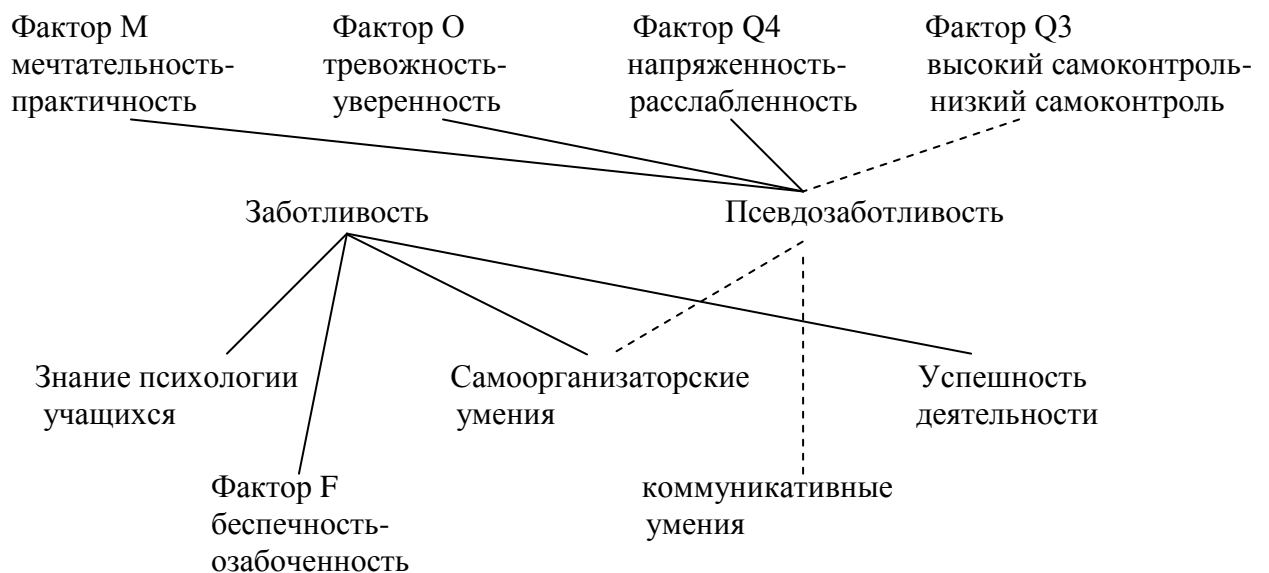 Фактор M
мечтательность-
практичность
Фактор O
тревожность-
уверенность
Фактор Q4
напряженность-
расслабленность
Фактор Q3
высокий самоконтроль-
низкий самоконтроль
Заботливость
Псевдозаботливость
Знание психологии
учащихся
Самоорганизаторские
умения
Успешность
деятельности
Фактор F
беспечность-
озабоченность
коммуникативные
умения